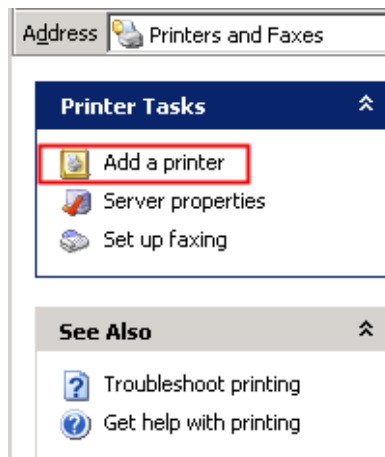 Address Printers and Faxes
Printer Tasks
Add a printer
Server properties
Set up faxing
See Also
Troubleshoot printing
Get help with printing